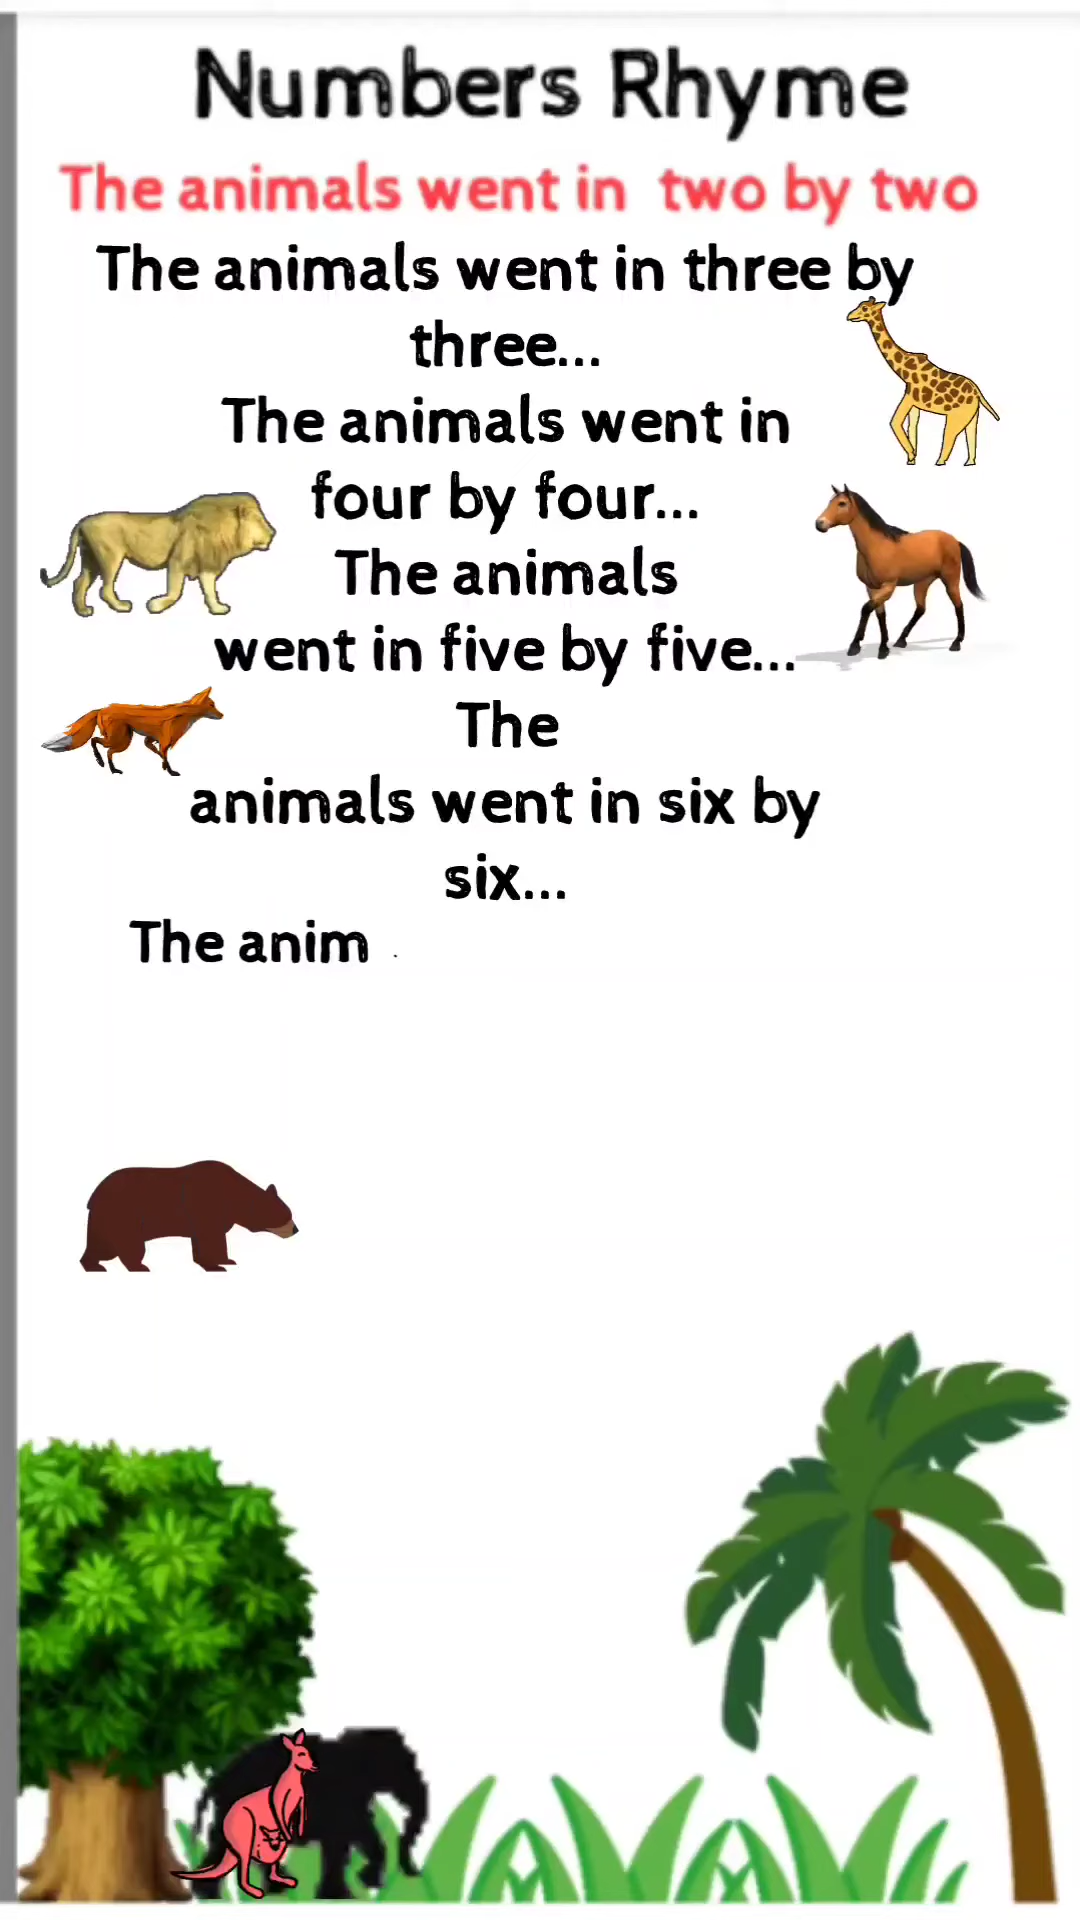 Numbers Rhyme
The animals went in two by two
The animals went in three by
three...
The animals went in
four by four...
The animals
went in five by five...
The
animals went in six by
six...
The anim